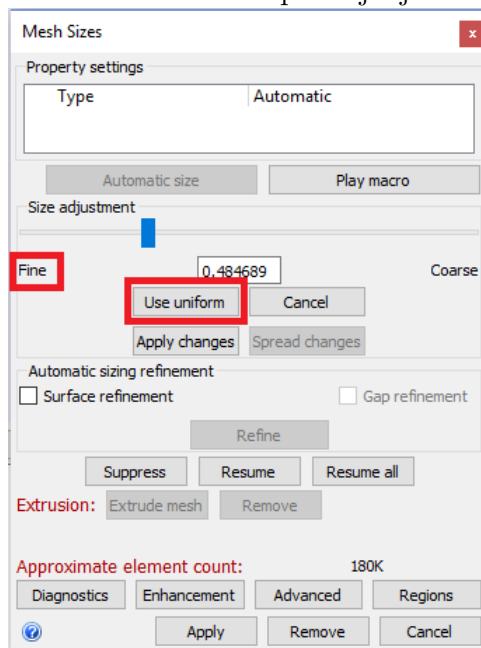 Mesh Sizes
x
Property settings
Type Automatic
Automatic size Play macro
Size adjustment
Fine 0,484689 Coarse
Use uniform Cancel
Apply changes Spread changes
Automatic sizing refinement
Surface refinement Gap refinement
Refine
Suppress Resume Resume all
Extrusion: Extrude mesh Remove
Approximate element count: 180K
Diagnostics Enhancement Advanced Regions
? Apply Remove Cancel